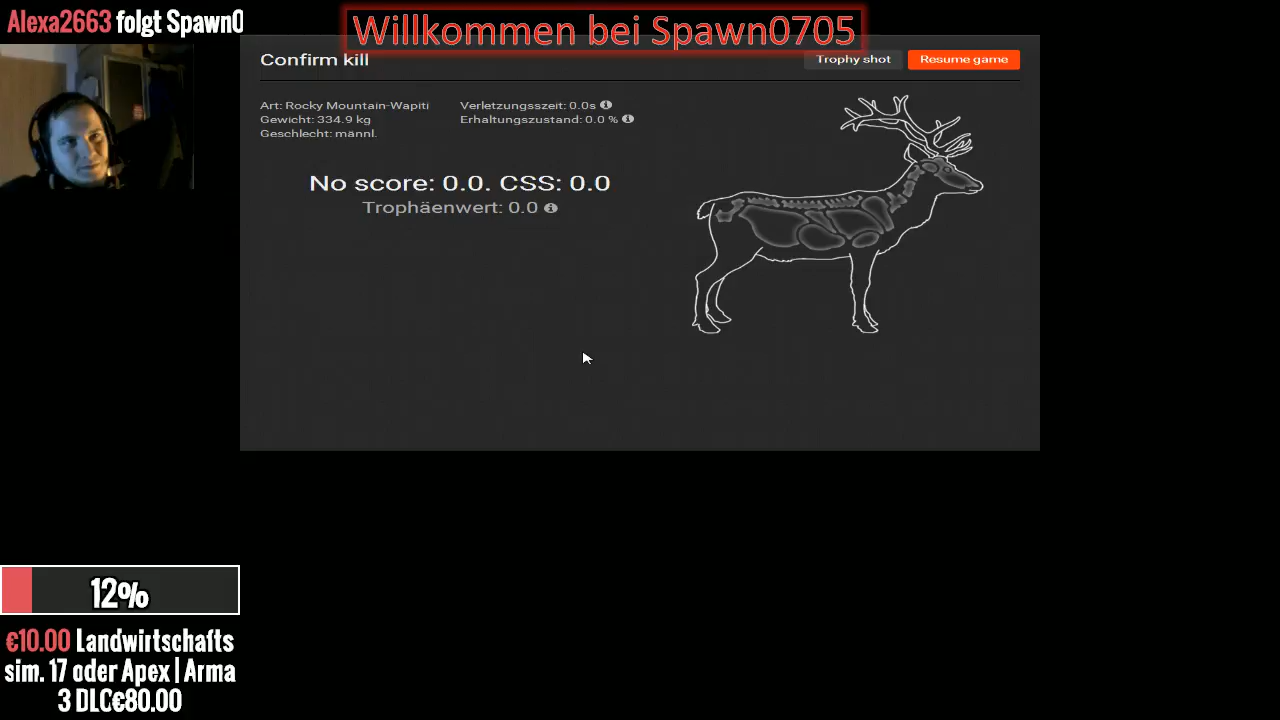 Alexa2663 folgt Spawn0
Willkommen bei Spawn0705
Confirm kill
Trophy shot
Resume game
Art: Rocky Mountain-Wapiti
Gewicht: 334.9 kg
Geschlecht: männl.
Verletzungszeit: 0.0s
Erhaltungszustand: 0.0 %
No score: 0.0. CSS: 0.0
Trophäenwert: 0.0
12%
€10.00 Landwirtschafts
sim. 17 oder Apex | Arma
3 DLC€80.00